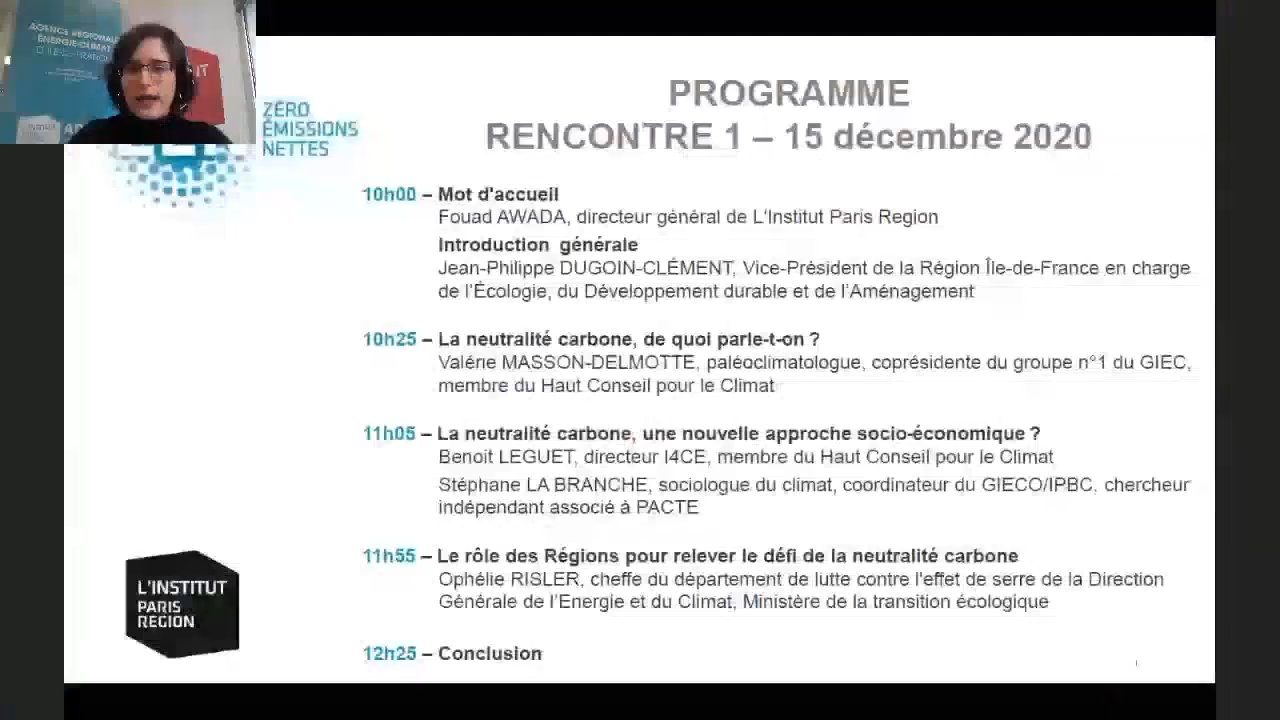 AGENCE RÉGIONALE
ÉNERGIE-CLIMAT
ZÉRO
ÉMISSIONS
NETTES
PROGRAMME
RENCONTRE 1 – 15 décembre 2020
10h00 – Mot d'accueil
Fouad AWADA, directeur général de L'Institut Paris Region
Introduction générale
Jean-Philippe DUGOIN-CLÉMENT, Vice-Président de la Région Île-de-France en charge
de l'Écologie, du Développement durable et de l'Aménagement
10h25 – La neutralité carbone, de quoi parle-t-on ?
Valérie MASSON-DELMOTTE, paléoclimatologue, coprésidente du groupe n°1 du GIEC,
membre du Haut Conseil pour le Climat
11h05 – La neutralité carbone, une nouvelle approche socio-économique ?
Benoit LEGUET, directeur I4CE, membre du Haut Conseil pour le Climat
Stéphane LA BRANCHE, sociologue du climat, coordinateur du GIECO/IPBC, chercheur
indépendant associé à PACTE
11h55 – Le rôle des Régions pour relever le défi de la neutralité carbone
Ophélie RISLER, cheffe du département de lutte contre l'effet de serre de la Direction
Générale de l'Energie et du Climat, Ministère de la transition écologique
12h25 – Conclusion
L'INSTITUT
PARIS
REGION